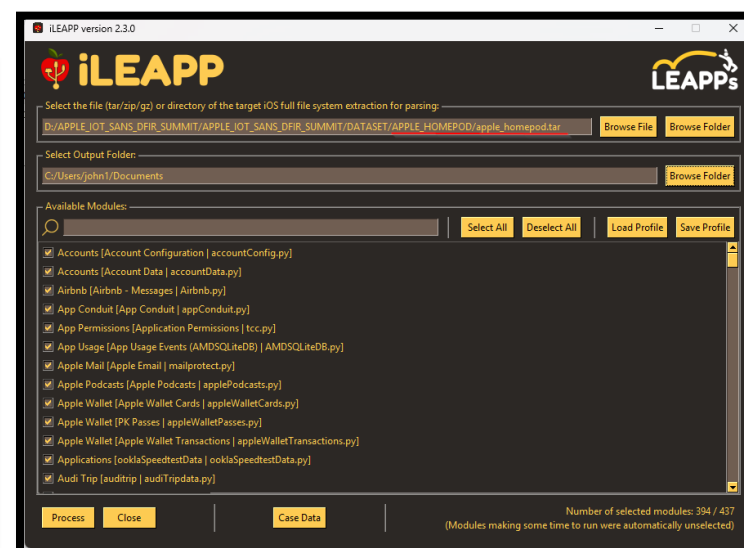 iLEAPP version 2.3.0
iLEAPP
LEAPPs
Select the file (tar/zip/gz) or directory of the target iOS full file system extraction for parsing:
D:/APPLE_IOT_SANS_DFIR_SUMMIT/APPLE_IOT_SANS_DFIR_SUMMIT/DATASET/APPLE_HOMEPOD/apple_homepod.tar
Browse File
Browse Folder
Select Output Folder:
C:/Users/john1/Documents
Browse Folder
Available Modules:
Select All
Deselect All
Load Profile
Save Profile
Accounts [Account Configuration | accountConfig.py]
Accounts [Account Data | accountData.py]
Airbnb [Airbnb - Messages | Airbnb.py]
App Conduit [App Conduit | appConduit.py]
App Permissions [Application Permissions | tcc.py]
App Usage [App Usage Events (AMDSQLiteDB) | AMDSQLiteDB.py]
Apple Mail [Apple Email | mailprotect.py]
Apple Podcasts [Apple Podcasts | applePodcasts.py]
Apple Wallet [Apple Wallet Cards | appleWalletCards.py]
Apple Wallet [PK Passes | appleWalletPasses.py]
Apple Wallet [Apple Wallet Transactions | appleWalletTransactions.py]
Applications [ooklaSpeedtestData | ooklaSpeedtestData.py]
Audi Trip [auditrip | audiTripdata.py]
Process
Close
Case Data
Number of selected modules: 394 / 437
(Modules making some time to run were automatically unselected)